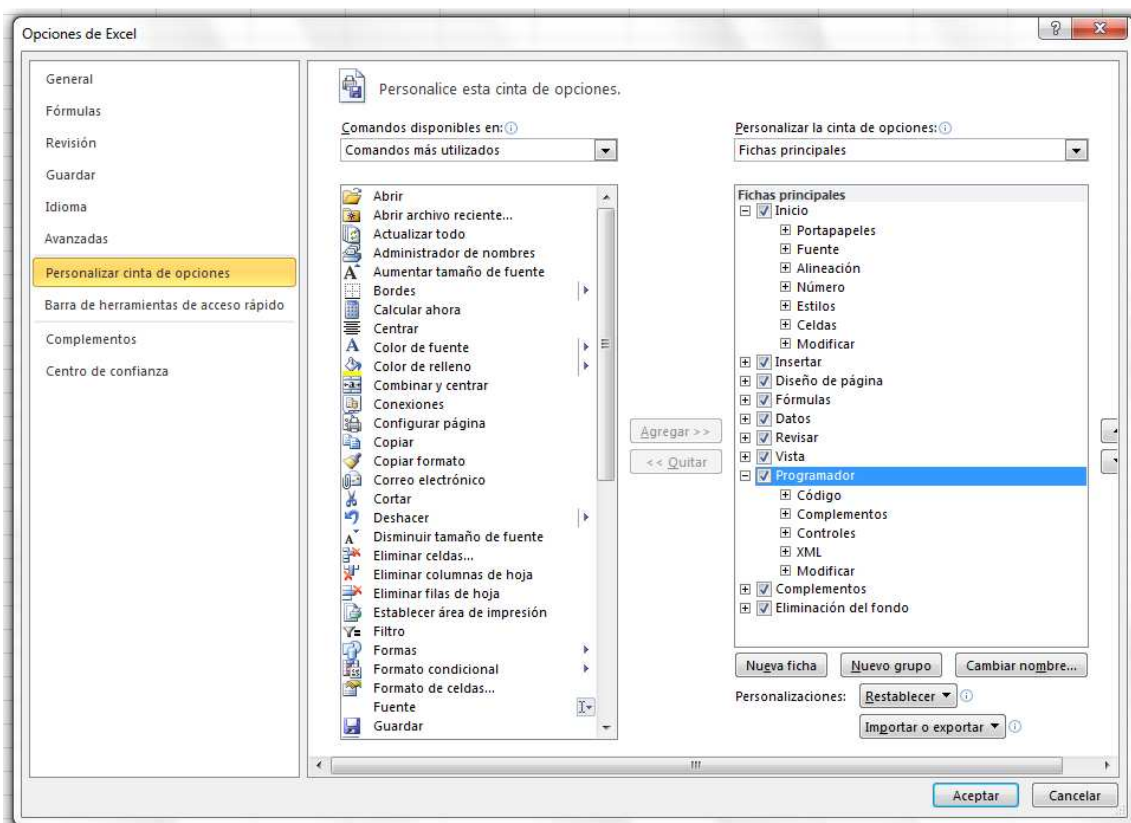 Opciones de Excel
General
Fórmulas
Revisión
Guardar
Idioma
Avanzadas
Personalizar cinta de opciones
Barra de herramientas de acceso rápido
Complementos
Centro de confianza
Personalice esta cinta de opciones.
Comandos disponibles en:
Comandos más utilizados
Abrir
Abrir archivo reciente...
Actualizar todo
Administrador de nombres
Aumentar tamaño de fuente
Bordes
Calcular ahora
Centrar
Color de fuente
Color de relleno
Combinar y centrar
Conexiones
Configurar página
Copiar
Copiar formato
Correo electrónico
Cortar
Deshacer
Disminuir tamaño de fuente
Eliminar celdas...
Eliminar columnas de hoja
Eliminar filas de hoja
Establecer área de impresión
Filtro
Formas
Formato condicional
Formato de celdas...
Fuente
Guardar
Agregar >>
<< Quitar
Personalizar la cinta de opciones:
Fichas principales
Fichas principales
Inicio
Portapapeles
Fuente
Alineación
Número
Estilos
Celdas
Modificar
Insertar
Diseño de página
Fórmulas
Datos
Revisar
Vista
Programador
Código
Complementos
Controles
XML
Modificar
Complementos
Eliminación del fondo
Nueva ficha Nuevo grupo Cambiar nombre...
Personalizaciones: Restablecer
Importar o exportar
Aceptar Cancelar